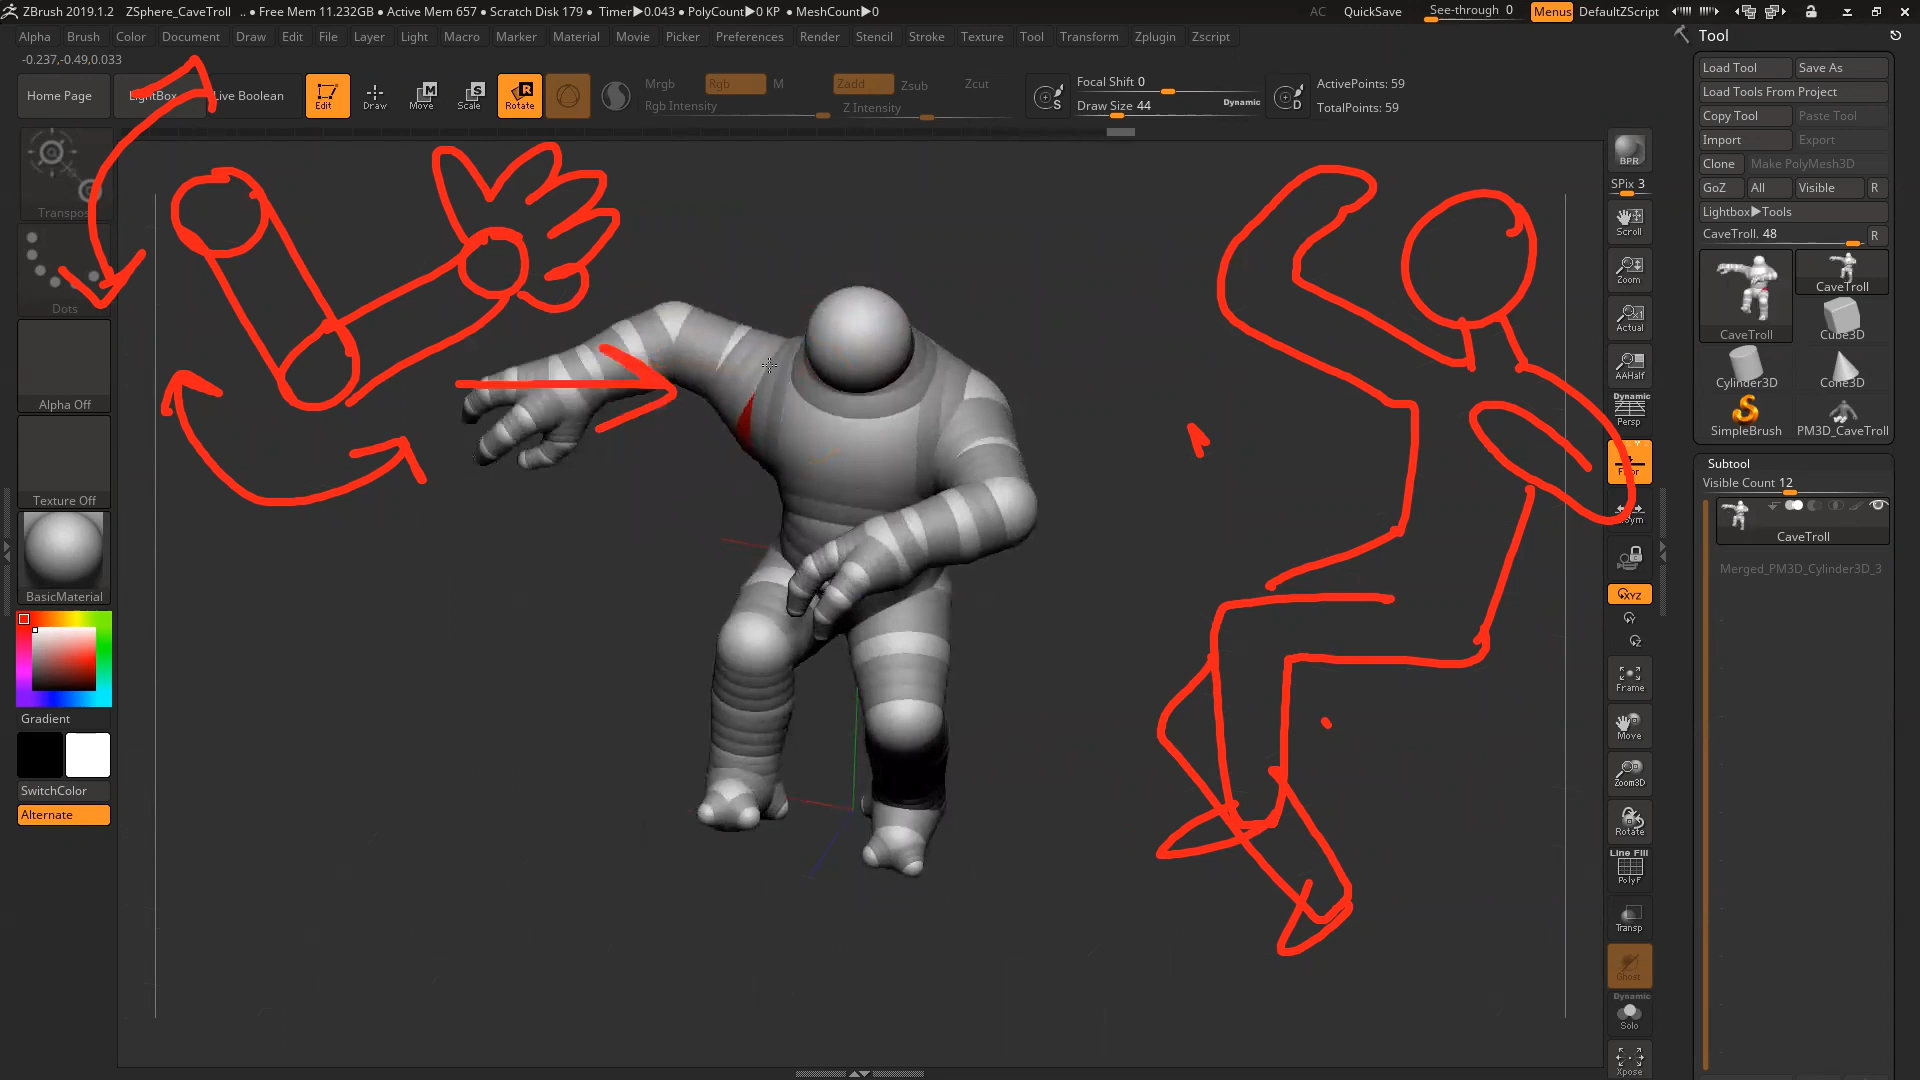 ZBrush 2019.1.2 ZSphere_CaveTroll .. • Free Mem 11.232GB • Active Mem 657 • Scratch Disk 179 • Timer▶0.043 • PolyCount▶0 KP • MeshCount▶0 AC QuickSave See-through 0 Menus DefaultZScript
Alpha Brush Color Document Draw Edit File Layer Light Macro Marker Material Movie Picker Preferences Render Stencil Stroke Texture Tool Transform Zplugin Zscript
-0.237,-0.49,0.033
Home Page LightBox Live Boolean Edit Draw Move Scale Rotate
Mrgb Rgb M Zadd Zsub Zcut
Rgb Intensity Z Intensity
Focal Shift 0
Draw Size 44 Dynamic
ActivePoints: 59
TotalPoints: 59
Transpos
Dots
Alpha Off
Texture Off
BasicMaterial
Gradient
SwitchColor
Alternate
BPR
SPix 3
Scroll
Zoom
Actual
AAHalf
Dynamic
Persp
Floor
XYZ
Frame
Move
Zoom3D
Rotate
Line Fill
PolyF
Transp
Ghost
Dynamic
Solo
Xpose
Tool
Load Tool Save As
Load Tools From Project
Copy Tool Paste Tool
Import Export
Clone Make PolyMesh3D
GoZ All Visible R
Lightbox▶Tools
CaveTroll. 48 R
CaveTroll CaveTroll
Cube3D
Cylinder3D Cone3D
SimpleBrush PM3D_CaveTroll
Subtool
Visible Count 12
CaveTroll
Merged_PM3D_Cylinder3D_3